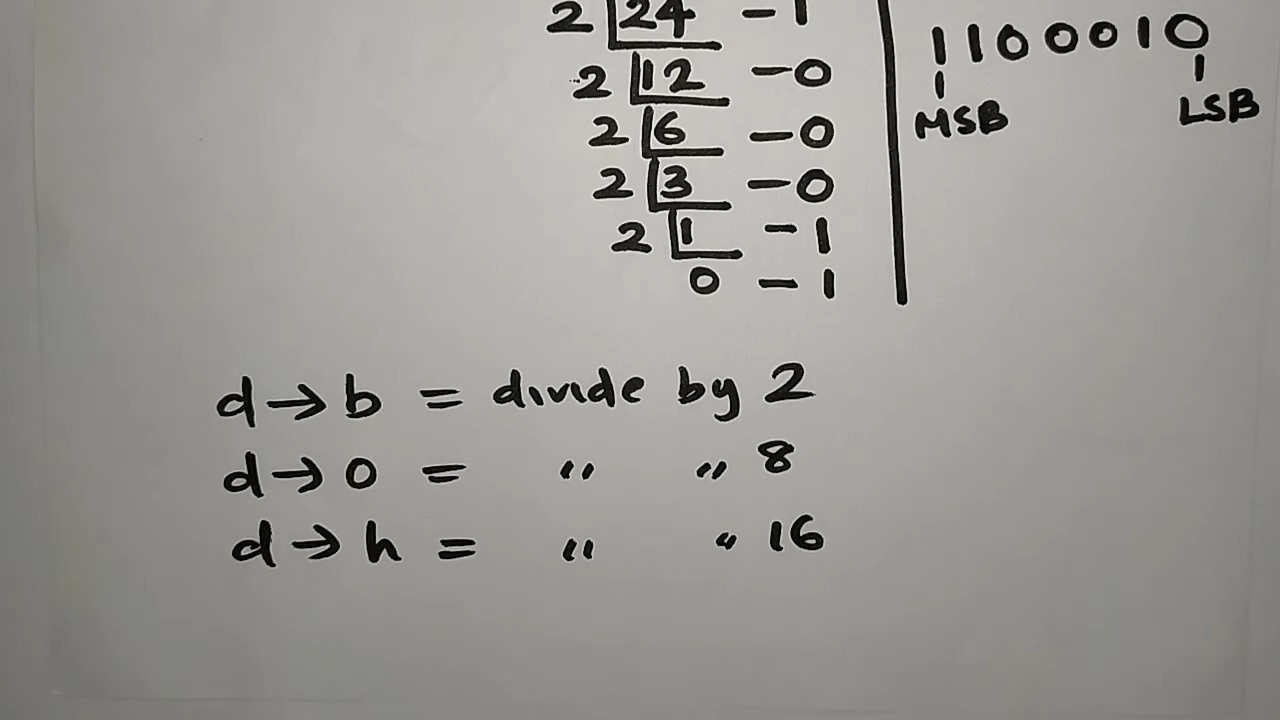 2 24 - 1
2 12 - 0
2 6 - 0
2 3 - 0
2 1 - 1
0 - 1
1100010
MSB LSB
d → b = divide by 2
d → o = " " 8
d → h = " " 16